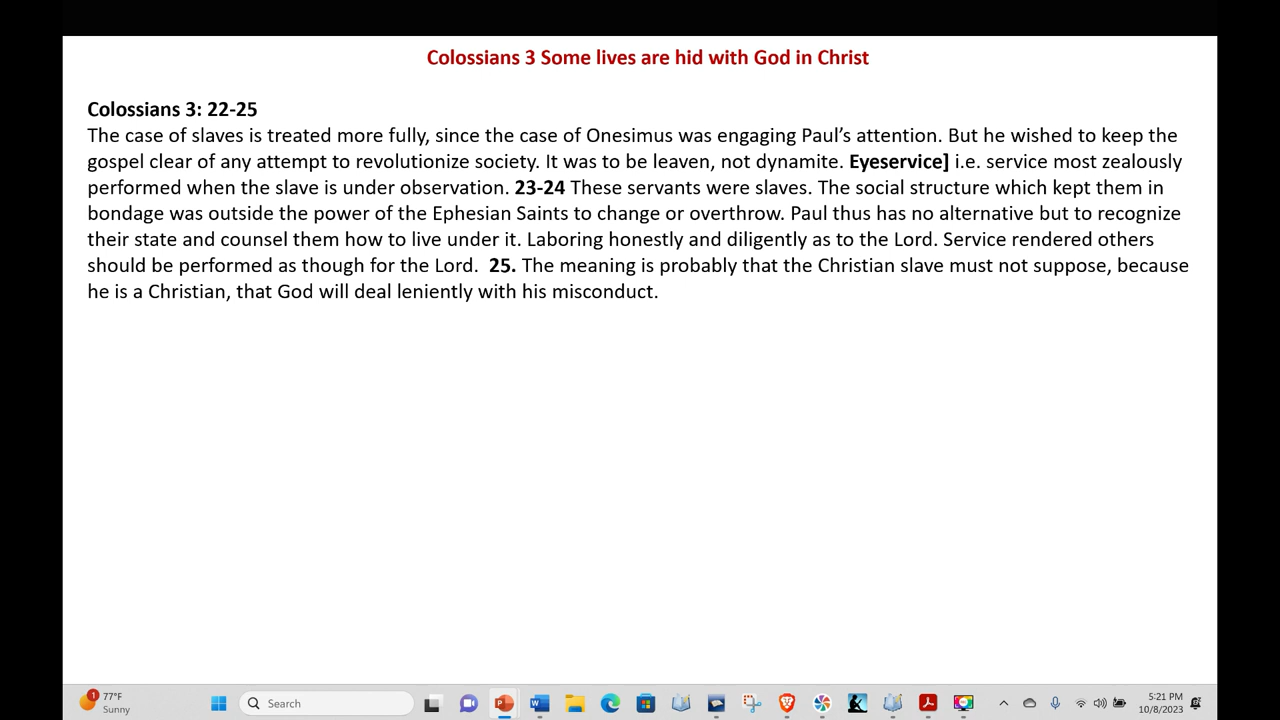 Colossians 3 Some lives are hid with God in Christ
Colossians 3: 22-25
The case of slaves is treated more fully, since the case of Onesimus was engaging Paul’s attention. But he wished to keep the
gospel clear of any attempt to revolutionize society. It was to be leaven, not dynamite. Eyeservice] i.e. service most zealously
performed when the slave is under observation. 23-24 These servants were slaves. The social structure which kept them in
bondage was outside the power of the Ephesian Saints to change or overthrow. Paul thus has no alternative but to recognize
their state and counsel them how to live under it. Laboring honestly and diligently as to the Lord. Service rendered others
should be performed as though for the Lord.  25. The meaning is probably that the Christian slave must not suppose, because
he is a Christian, that God will deal leniently with his misconduct.
1
77°F
Sunny
Search
5:21 PM
10/8/2023